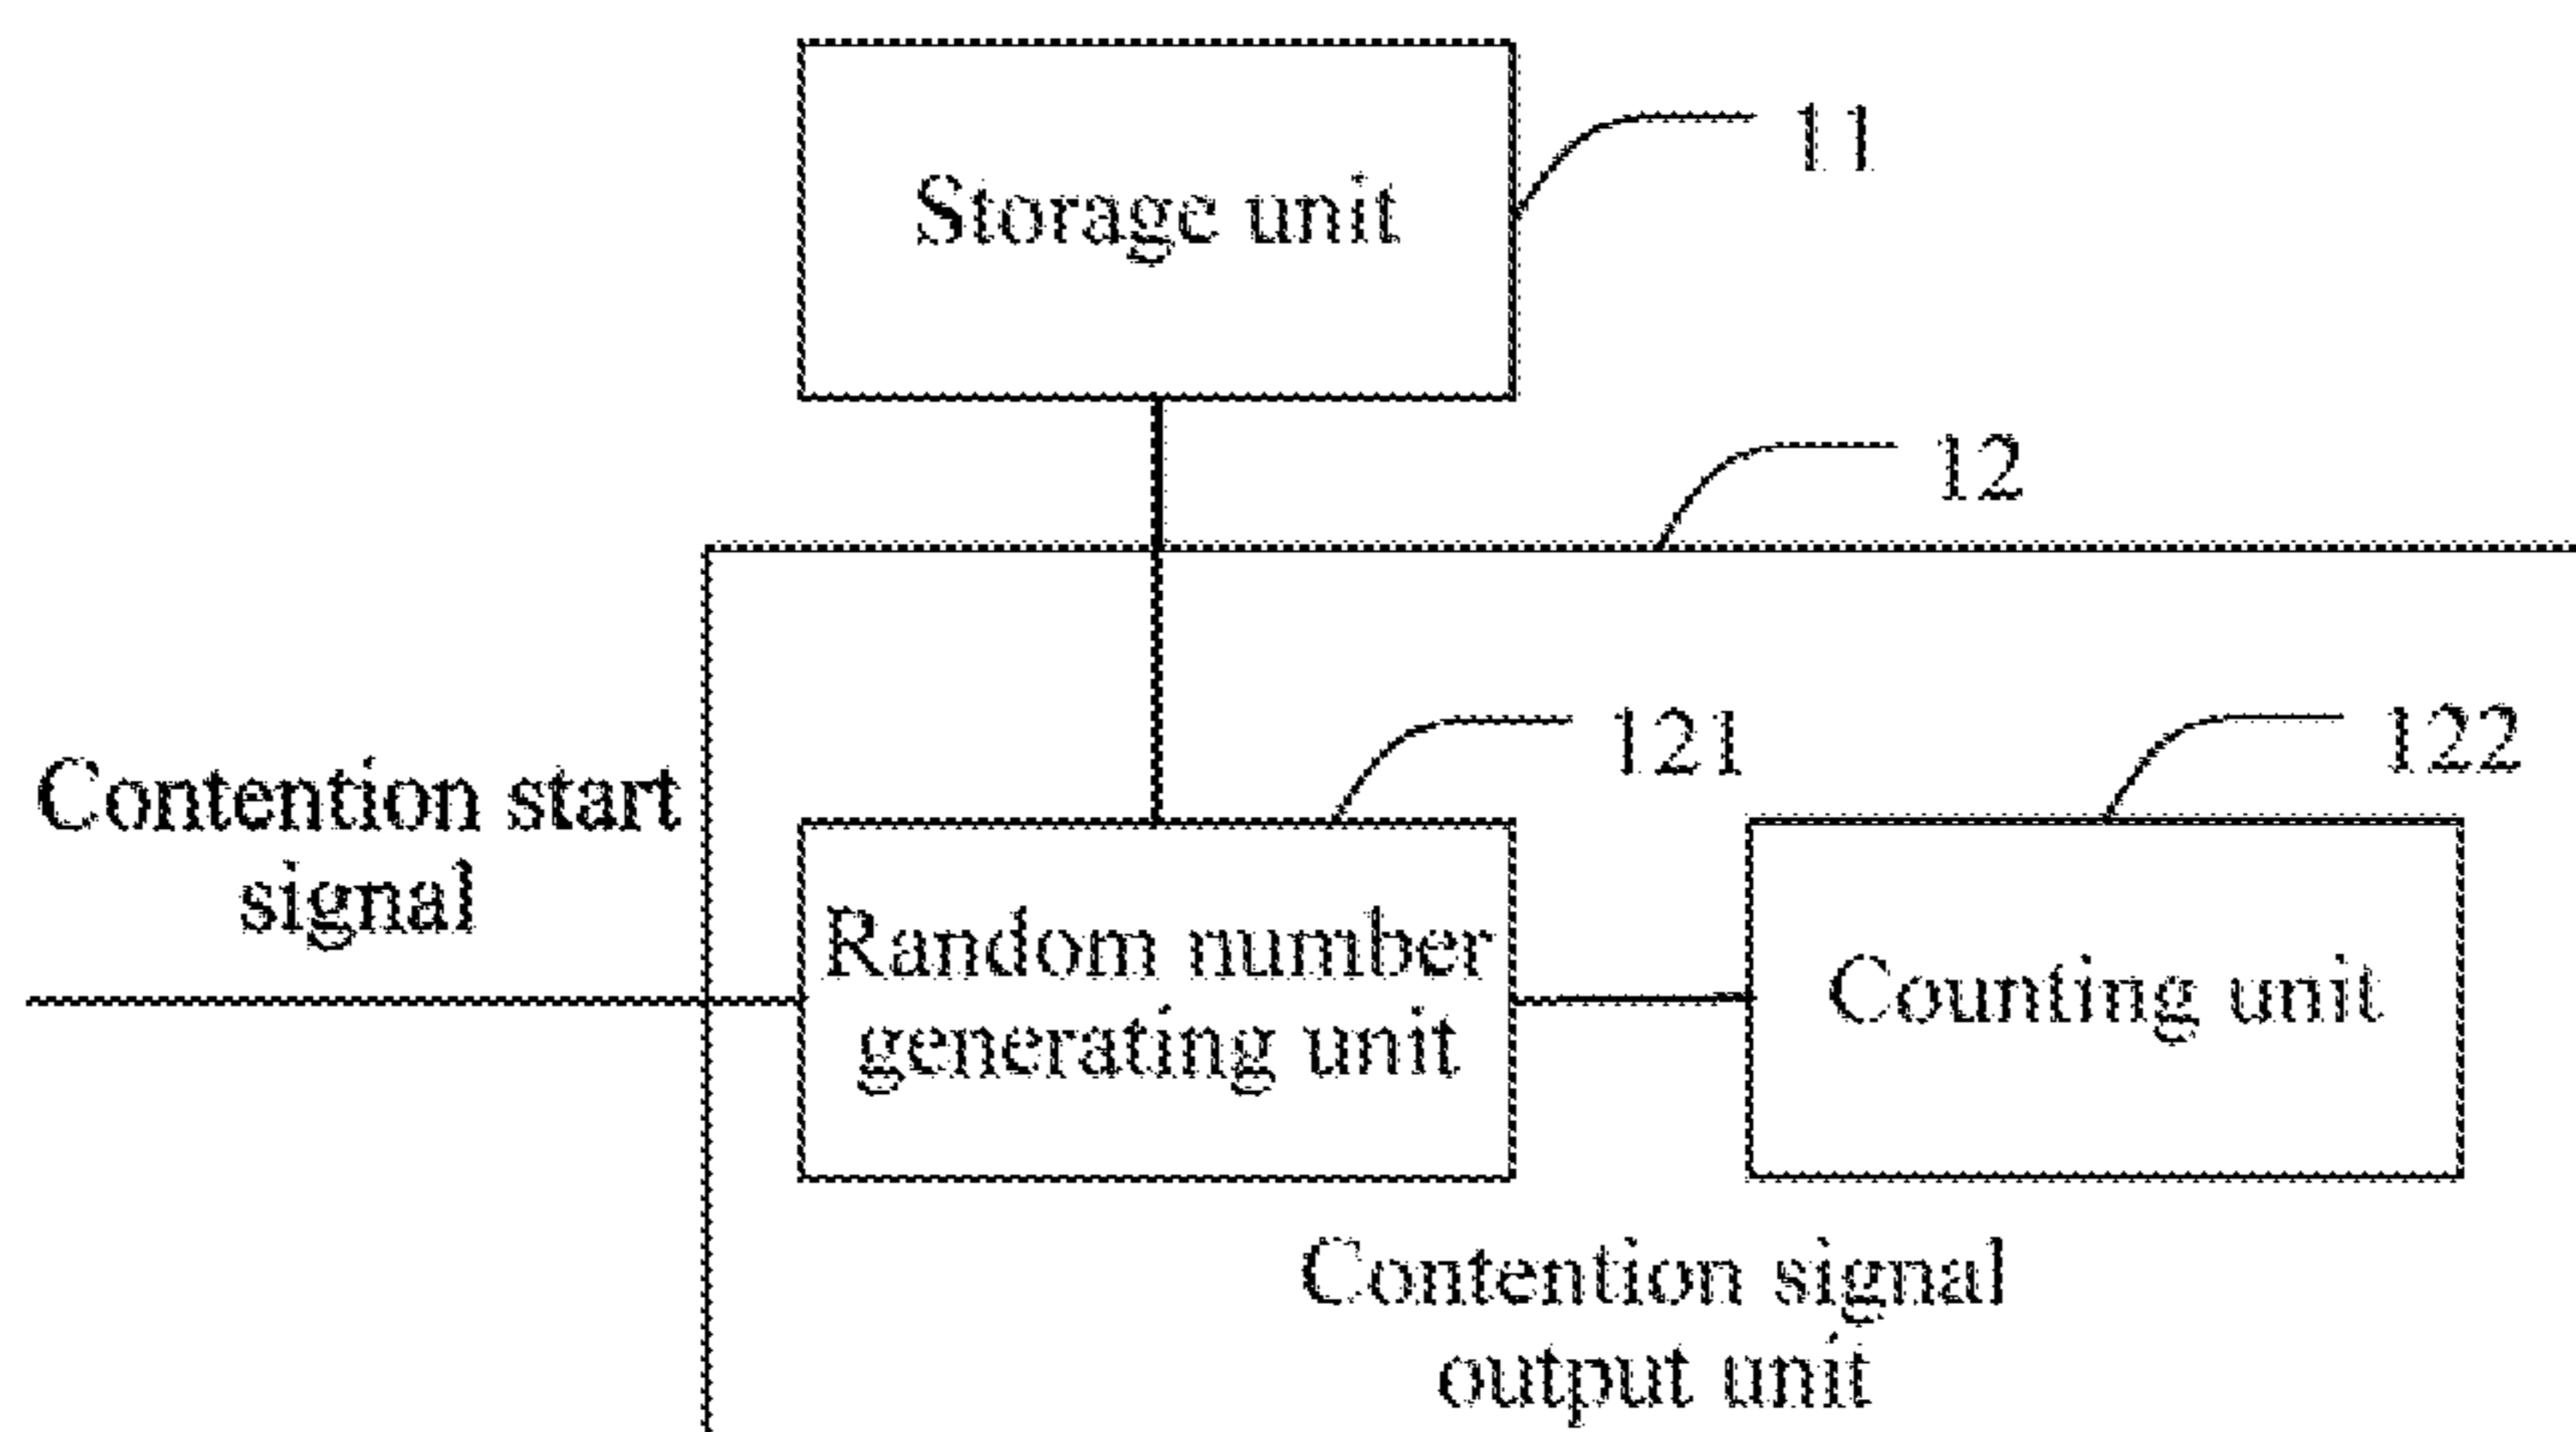 11
Storage unit
12
121
122
Contention start
signal
Random number
generating unit
Counting unit
Contention signal
output unit